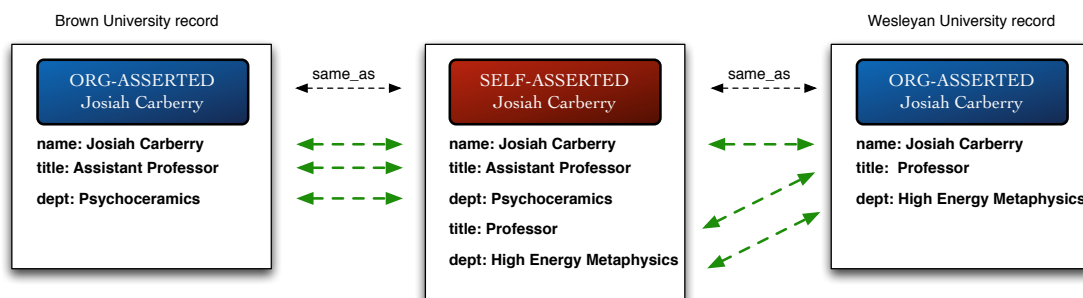 Brown University record
Wesleyan University record
ORG-ASSERTED
Josiah Carberry
name: Josiah Carberry
title: Assistant Professor
dept: Psychoceramics
same_as
SELF-ASSERTED
Josiah Carberry
name: Josiah Carberry
title: Assistant Professor
dept: Psychoceramics
title: Professor
dept: High Energy Metaphysics
same_as
ORG-ASSERTED
Josiah Carberry
name: Josiah Carberry
title: Professor
dept: High Energy Metaphysics